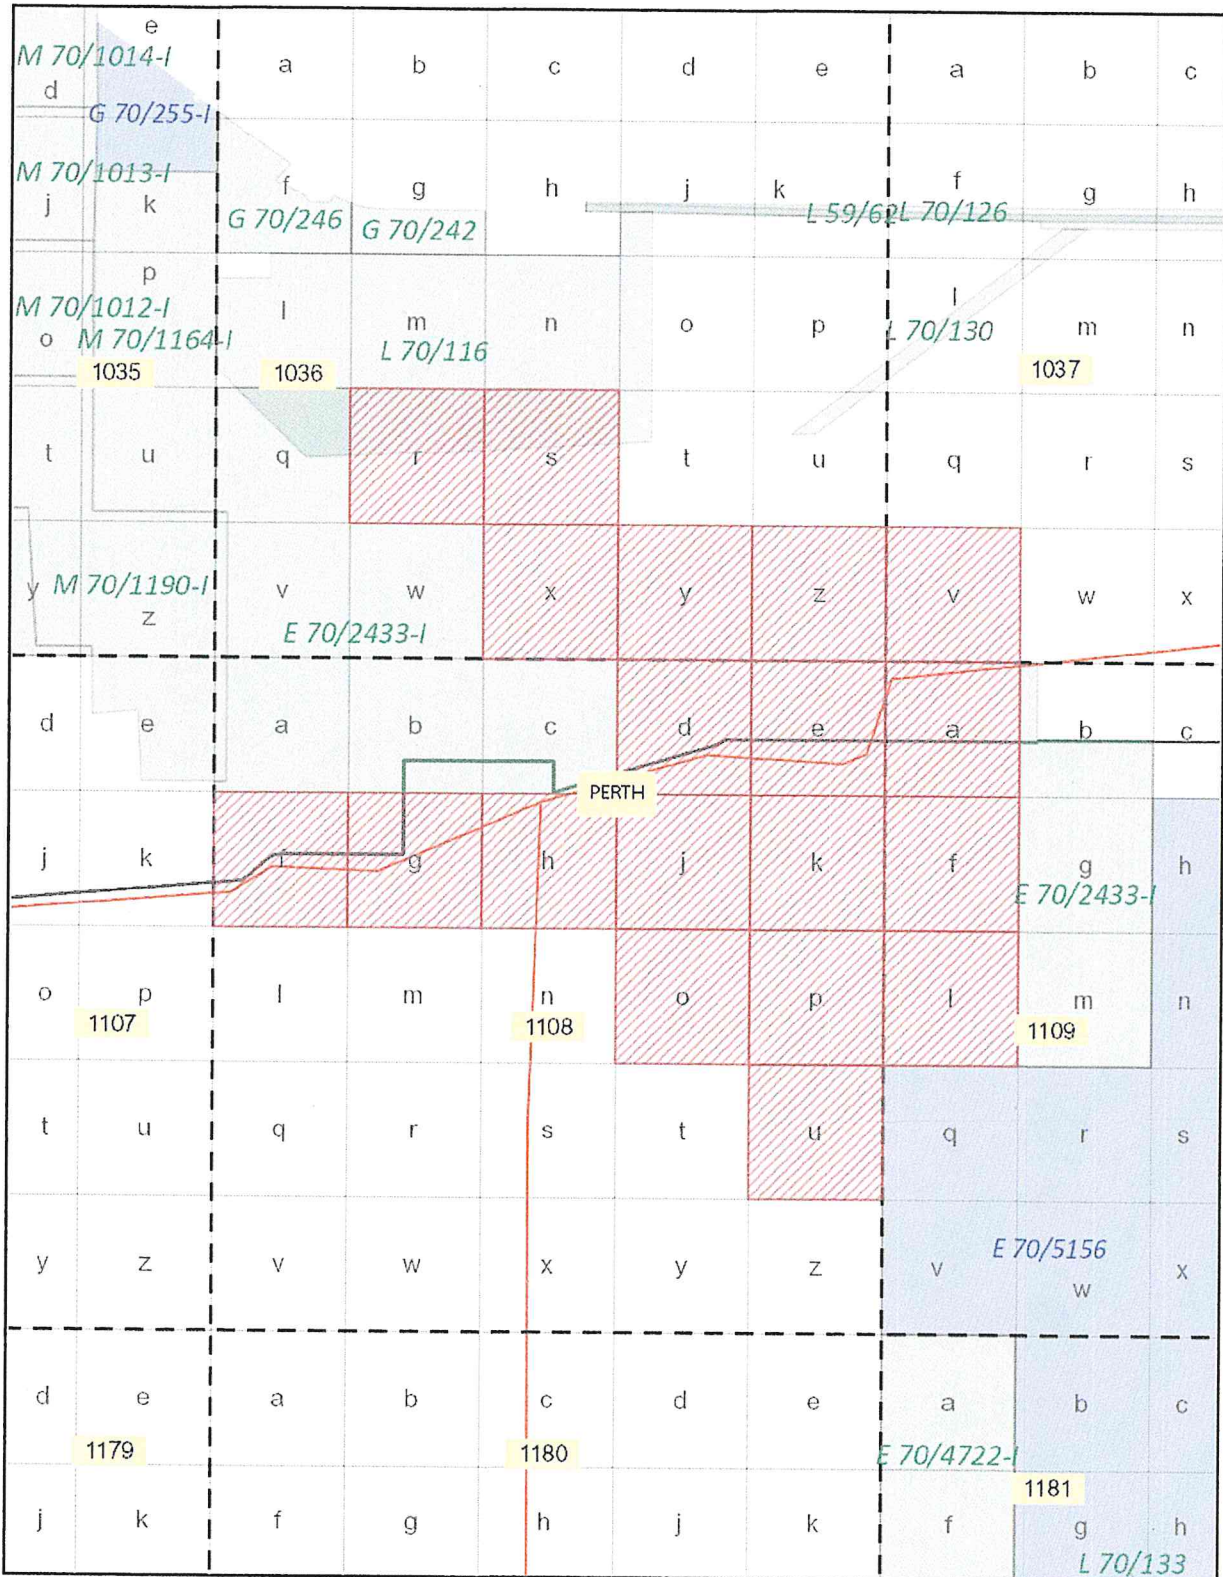 e
M 70/1014-I a b c d e a b c
d
G 70/255-I
M 70/1013-I
j k f g h j k f g h
G 70/246 G 70/242 L 59/62 L 70/126
p
M 70/1012-I l m n o p l m n
o M 70/1164-I L 70/116 L 70/130
1035 1036 1037
t u q r s t u q r s
y M 70/1190-I v w x y z v w x
z E 70/2433-I
d e a b c d e a b c
PERTH
j k f g h j k f g h
E 70/2433-I
o p l m n o p l m n
1107 1108 1109
t u q r s t u q r s
E 70/5156
y z v w x y z v w x
d e a b c d e a b c
1179 1180 E 70/4722-I
1181
j k f g h j k f g h
L 70/133